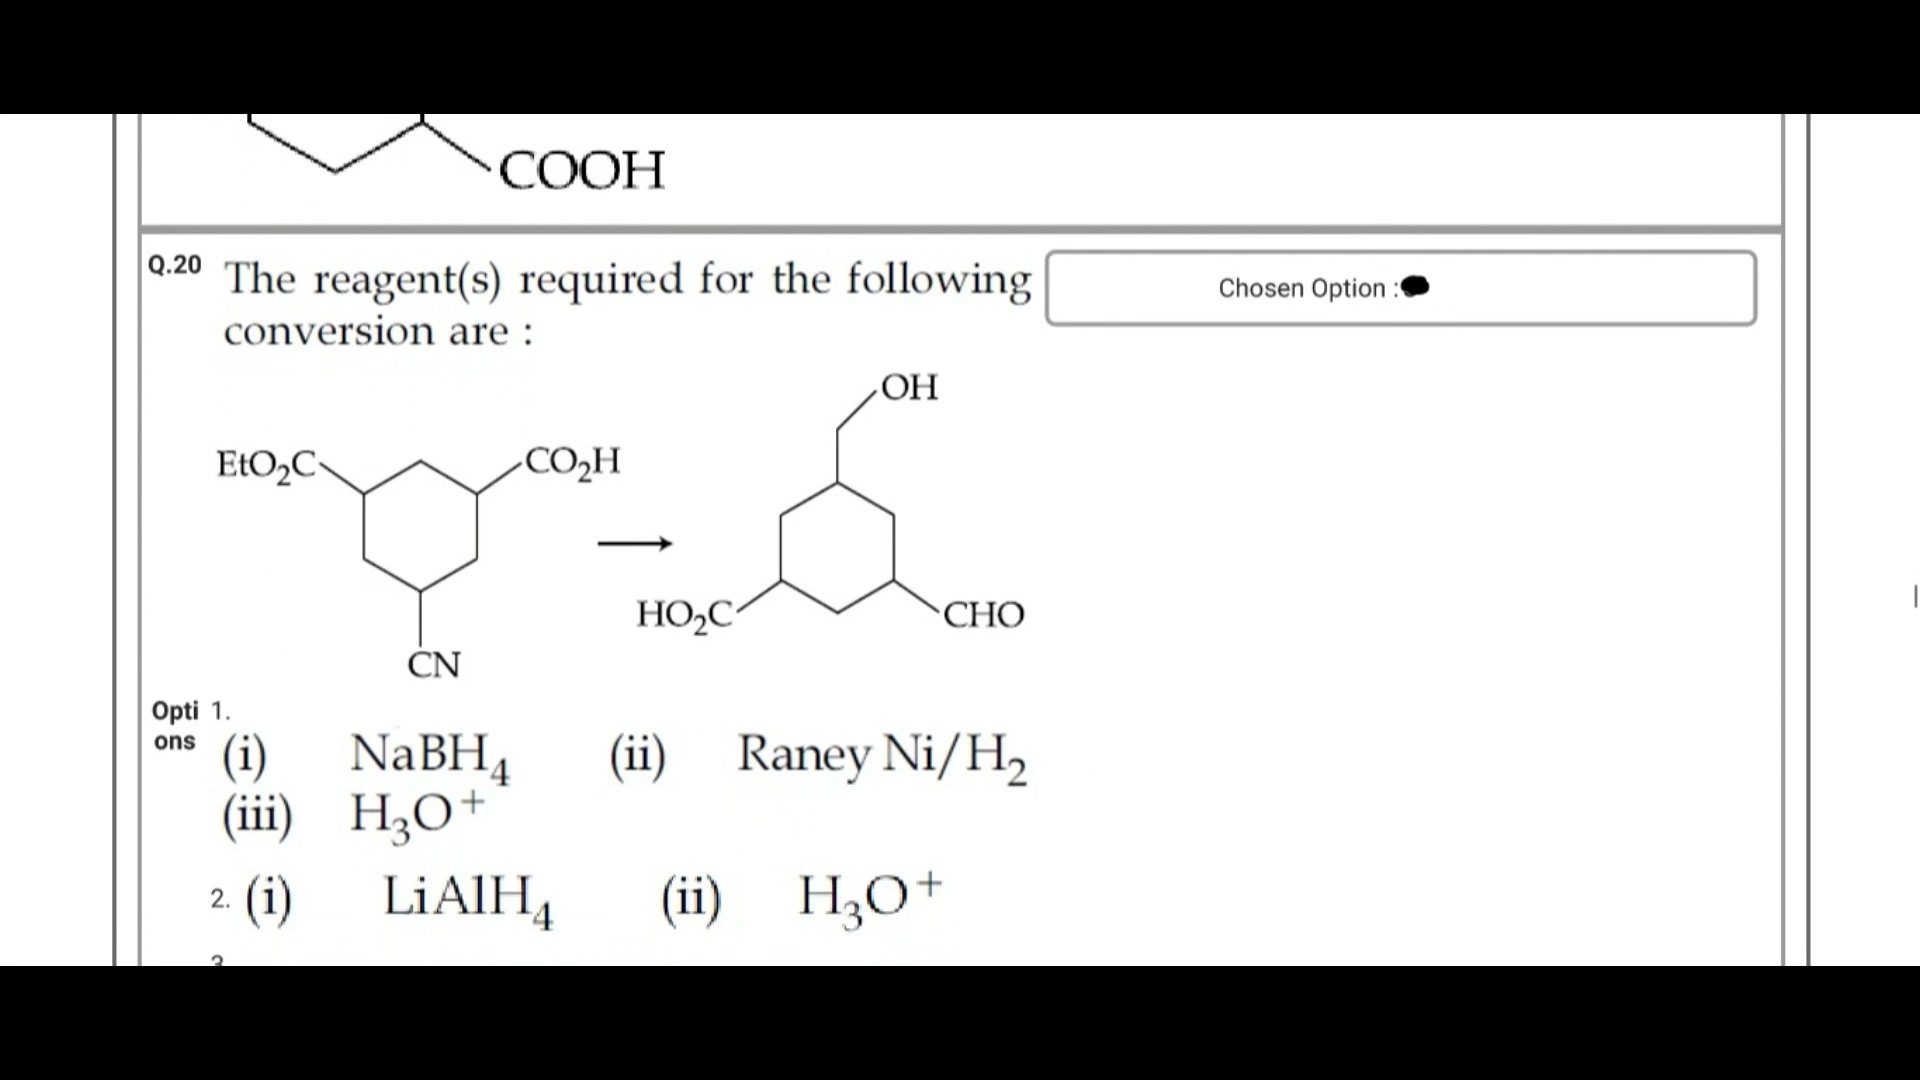 COOH
Q.20 The reagent(s) required for the following
conversion are :
Chosen Option :
OH
EtO₂C CO₂H
HO₂C CHO
CN
Opti 1.
ons (i) NaBH₄ (ii) Raney Ni/H₂
(iii) H₃O⁺
2. (i) LiAlH₄ (ii) H₃O⁺